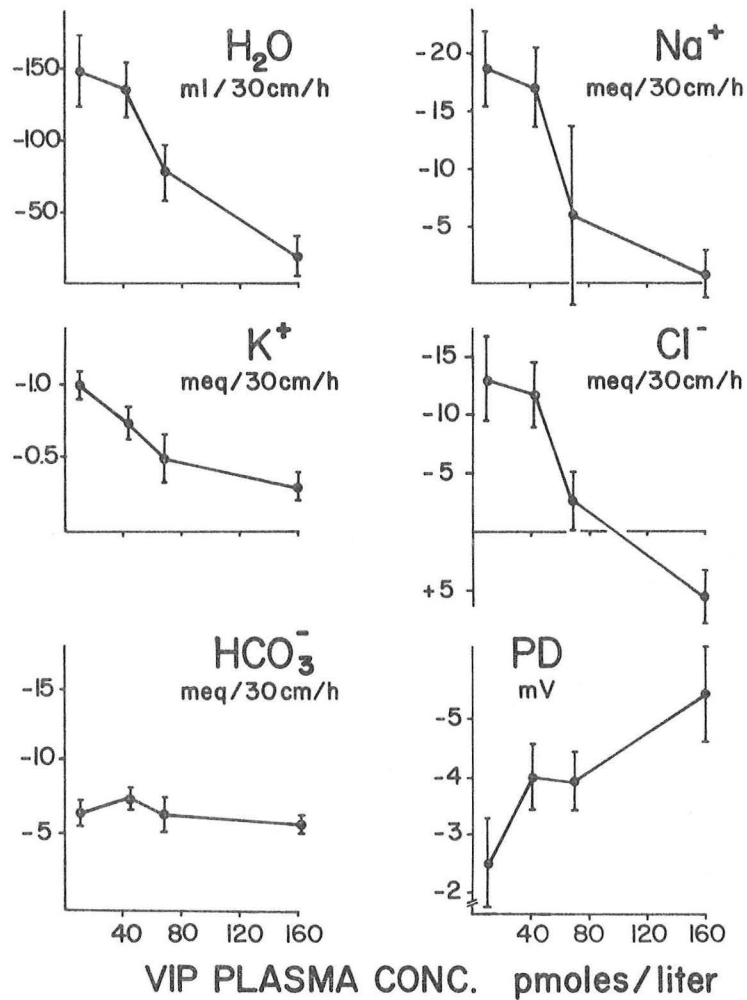 H₂O
ml/30cm/h
-150
-100
-50
Na⁺
meq/30cm/h
-20
-15
-10
-5
K⁺
meq/30cm/h
-1.0
-0.5
Cl⁻
meq/30cm/h
-15
-10
-5
+5
HCO₃⁻
meq/30cm/h
-15
-10
-5
40 80 120 160
PD
mV
-5
-4
-3
-2
40 80 120 160
VIP PLASMA CONC. pmoles/liter